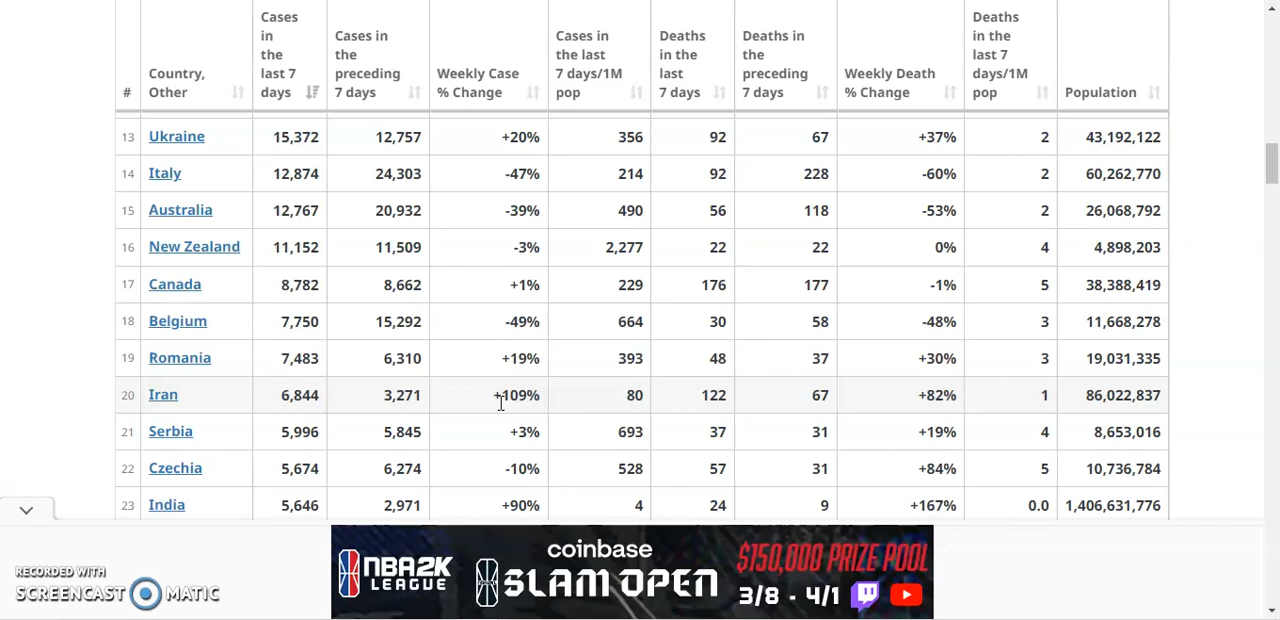 #
Country,
Other
Cases
in
the
last 7
days
Cases in
the
preceding
7 days
Weekly Case
% Change
Cases in
the last
7 days/1M
pop
Deaths
in the
last
7 days
Deaths in
the
preceding
7 days
Weekly Death
% Change
Deaths
in the
last 7
days/1M
pop
Population
13 Ukraine 15,372 12,757 +20% 356 92 67 +37% 2 43,192,122
14 Italy 12,874 24,303 -47% 214 92 228 -60% 2 60,262,770
15 Australia 12,767 20,932 -39% 490 56 118 -53% 2 26,068,792
16 New Zealand 11,152 11,509 -3% 2,277 22 22 0% 4 4,898,203
17 Canada 8,782 8,662 +1% 229 176 177 -1% 5 38,388,419
18 Belgium 7,750 15,292 -49% 664 30 58 -48% 3 11,668,278
19 Romania 7,483 6,310 +19% 393 48 37 +30% 3 19,031,335
20 Iran 6,844 3,271 +109% 80 122 67 +82% 1 86,022,837
21 Serbia 5,996 5,845 +3% 693 37 31 +19% 4 8,653,016
22 Czechia 5,674 6,274 -10% 528 57 31 +84% 5 10,736,784
23 India 5,646 2,971 +90% 4 24 9 +167% 0.0 1,406,631,776
RECORDED WITH
SCREENCAST MATIC
NBA2K
LEAGUE
coinbase
SLAM OPEN
$150,000 PRIZE POOL
3/8 - 4/1